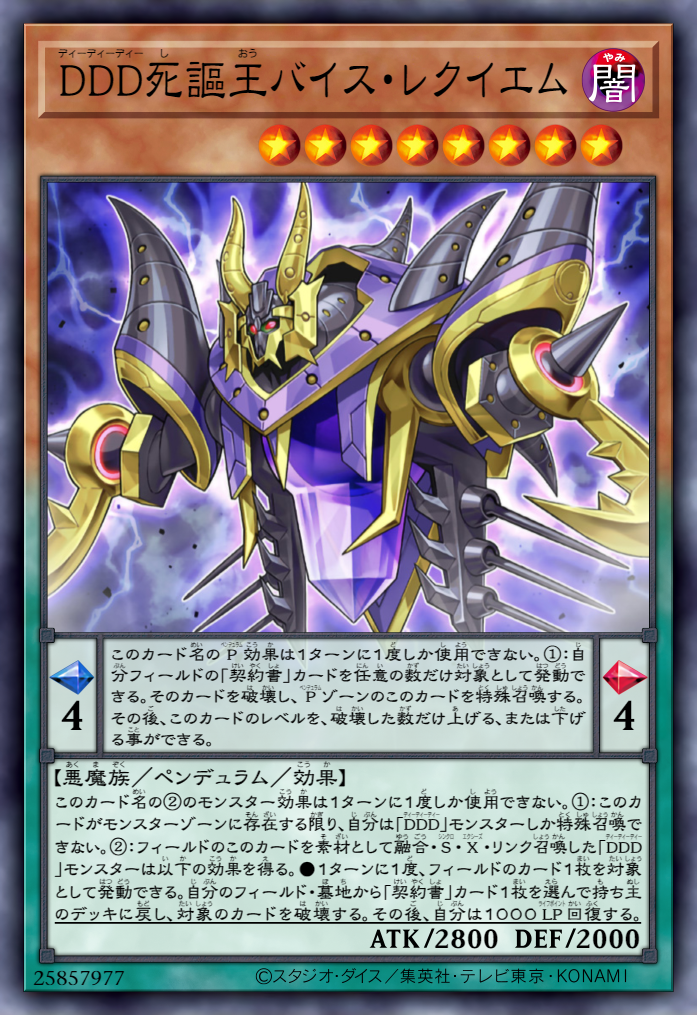 DDD死謳王バイス・レクイエム
闇
4
4
このカード名のP効果は1ターンに1度しか使用できない。①:自
分フィールドの「契約書」カードを任意の数だけ対象として発動で
きる。そのカードを破壊し、Pゾーンのこのカードを特殊召喚する。
その後、このカードのレベルを、破壊した数だけ上げる、または下げ
る事ができる。
【悪魔族/ペンデュラム/効果】
このカード名の②のモンスター効果は1ターンに1度しか使用できない。①:このカ
ードがモンスターゾーンに存在する限り、自分は「DDD」モンスターしか特殊召喚で
きない。②:フィールドのこのカードを素材として融合・S・X・リンク召喚した「DDD
」モンスターは以下の効果を得る。●1ターンに1度、フィールドのカード1枚を対象
として発動できる。自分のフィールド・墓地から「契約書」カード1枚を選んで持ち主
のデッキに戻し、対象のカードを破壊する。その後、自分は1000LP回復する。
ATK/2800 DEF/2000
25857977
©スタジオ・ダイス/集英社・テレビ東京・KONAMI